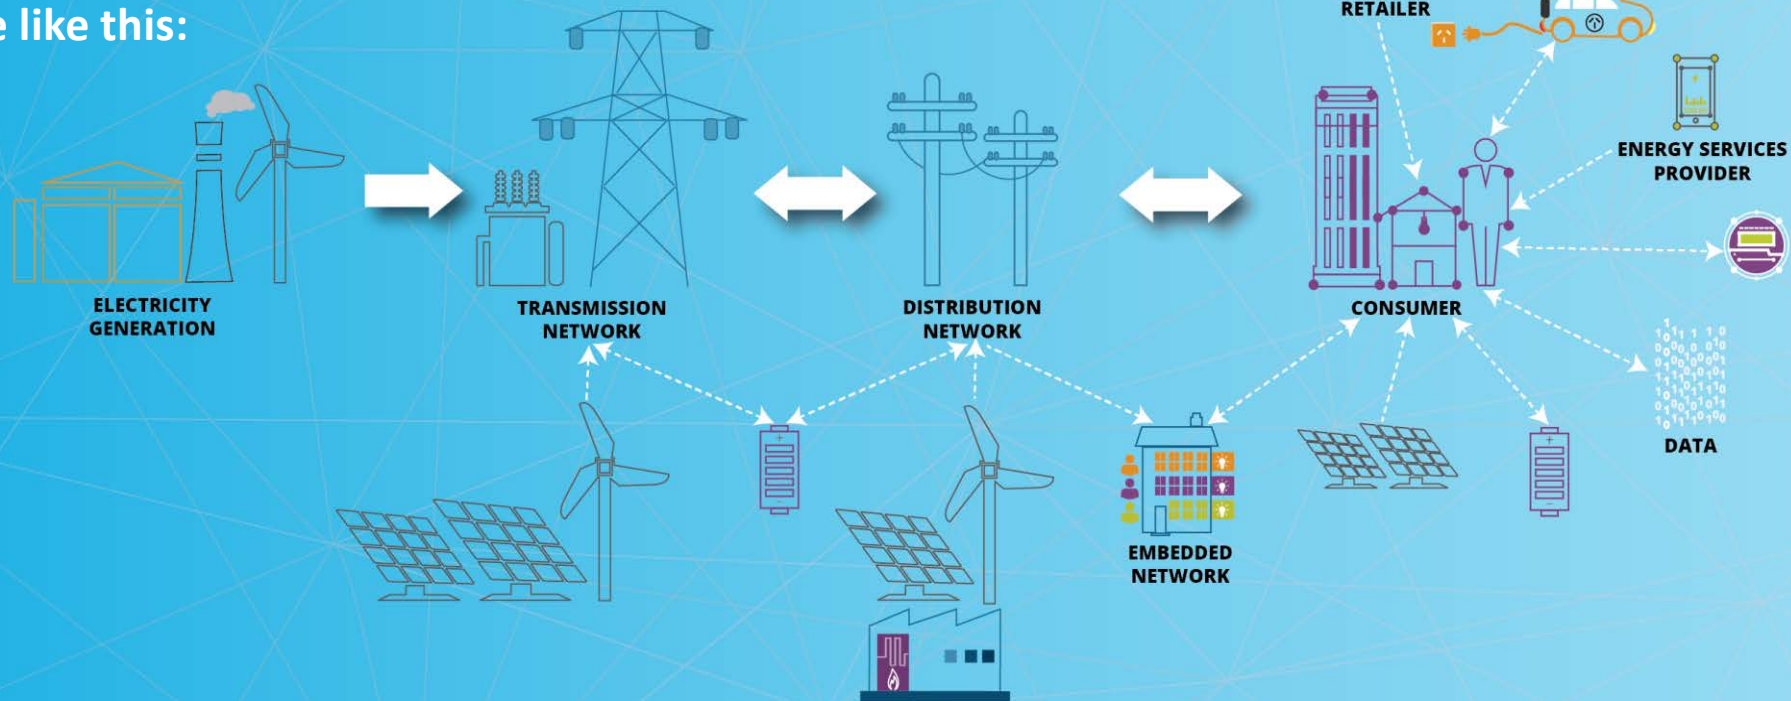 e like this:
RETAILER
ENERGY SERVICES
PROVIDER
ELECTRICITY
GENERATION
TRANSMISSION
NETWORK
DISTRIBUTION
NETWORK
CONSUMER
DATA
EMBEDDED
NETWORK